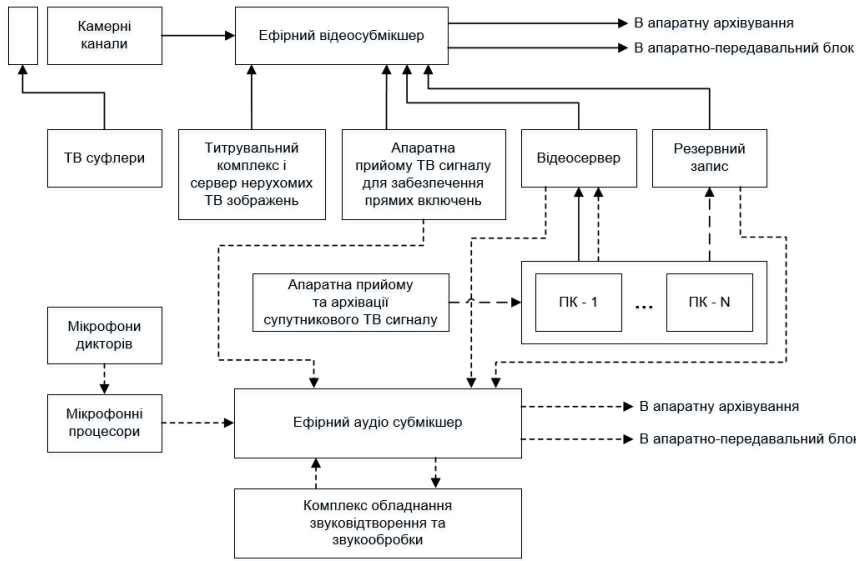 Камерні
канали
Ефірний відеосубмікшер
В апаратну архівування
В апаратно-передавальний блок
ТВ суфлери
Титрувальний
комплекс і
сервер нерухомих
ТВ зображень
Апаратна
прийому ТВ сигналу
для забезпечення
прямих включень
Відеосервер
Резервний
запис
Апаратна прийому
та архівації
супутникового ТВ сигналу
ПК - 1
...
ПК - N
Мікрофони
дикторів
Мікрофонні
процесори
Ефірний аудіо субмікшер
В апаратну архівування
В апаратно-передавальний блок
Комплекс обладнання
звуковідтворення та
звукообробки